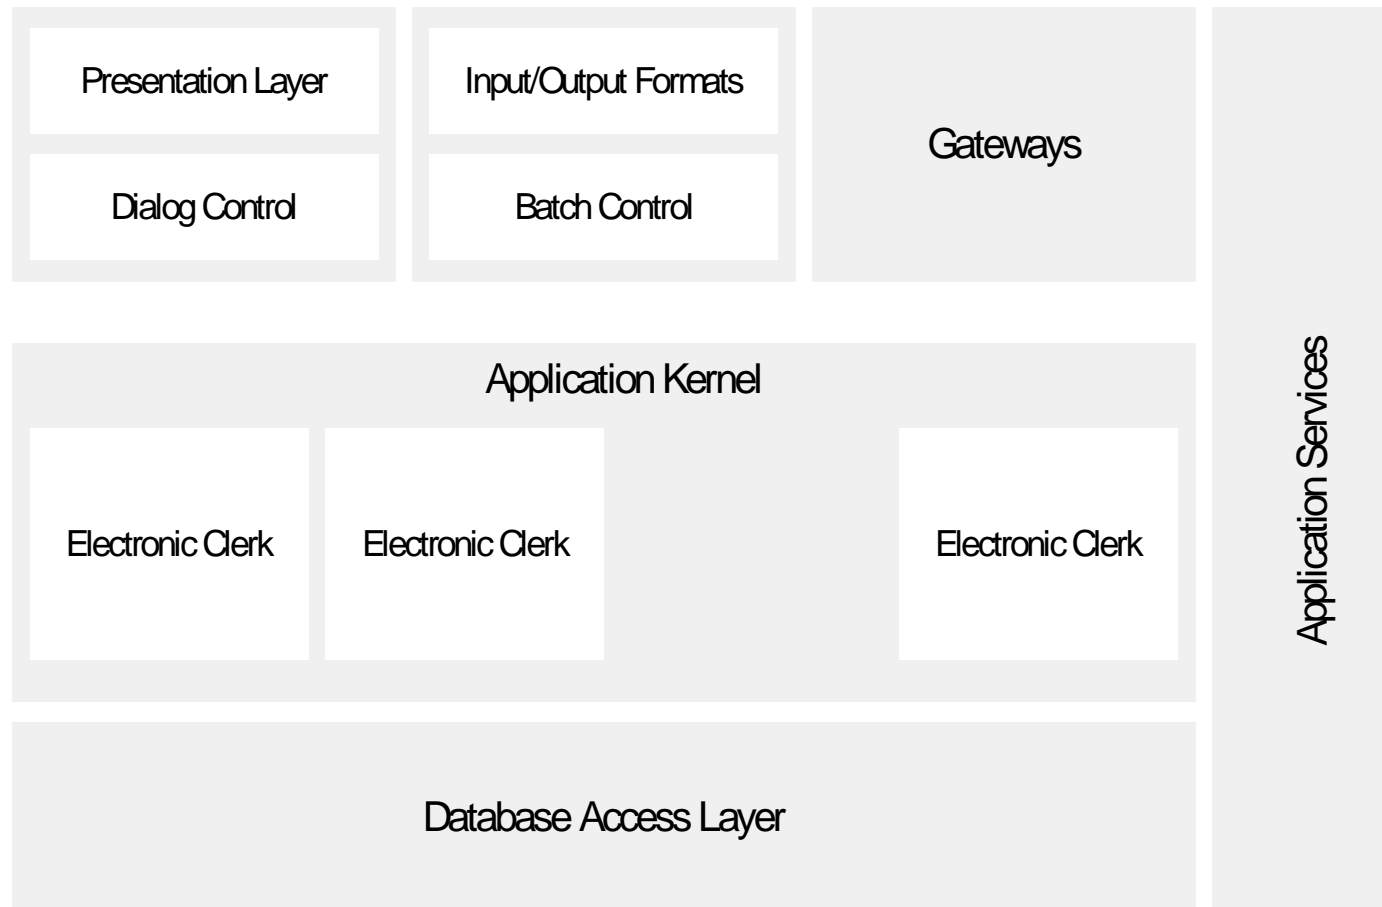 Presentation Layer
Dialog Control
Input/Output Formats
Batch Control
Gateways
Application Kernel
Electronic Clerk
Electronic Clerk
Electronic Clerk
Database Access Layer
Application Services